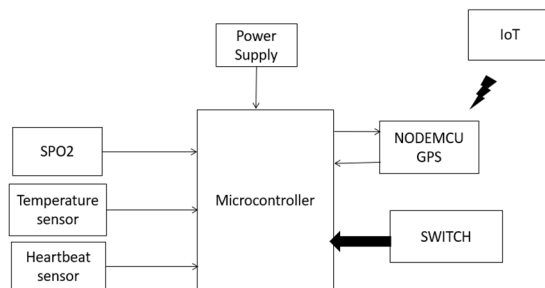 Power
Supply
IoT
SPO2
NODEMCU
GPS
Temperature
sensor
Microcontroller
SWITCH
Heartbeat
sensor